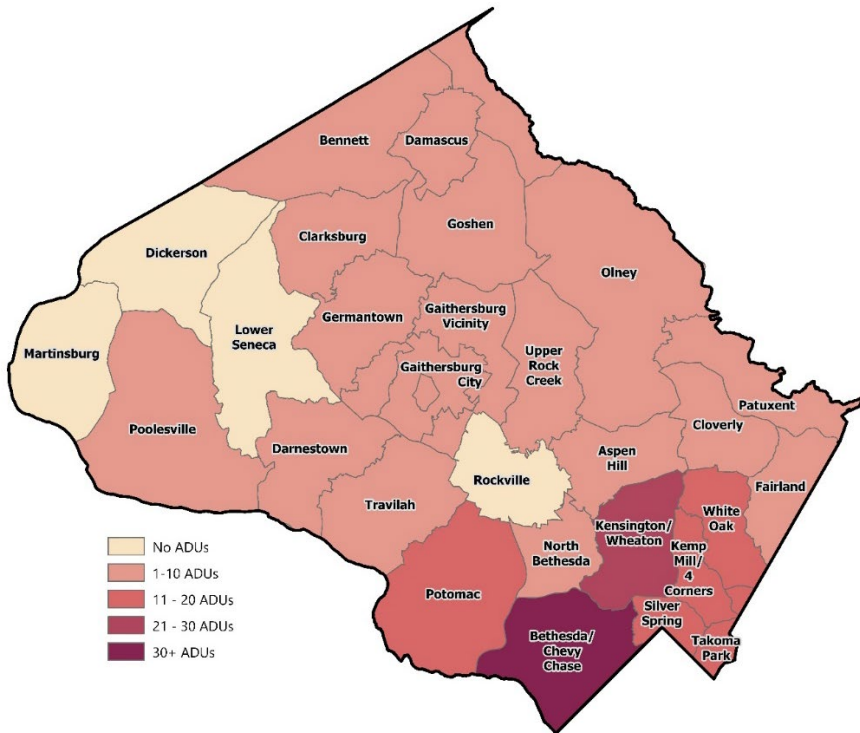 Bennett
Damascus
Goshen
Clarksburg
Dickerson
Olney
Germantown
Gaithersburg
Vicinity
Lower
Seneca
Martinsburg
Upper
Rock
Creek
Gaithersburg
City
Patuxent
Cloverly
Poolesville
Darnestown
Aspen
Hill
Rockville
Fairland
Travilah
White
Oak
Kensington/
Wheaton
North
Bethesda
Kemp
Mill/
4
Corners
Potomac
Silver
Spring
Bethesda/
Chevy
Chase
Takoma
Park
No ADUs
1-10 ADUs
11 - 20 ADUs
21 - 30 ADUs
30+ ADUs